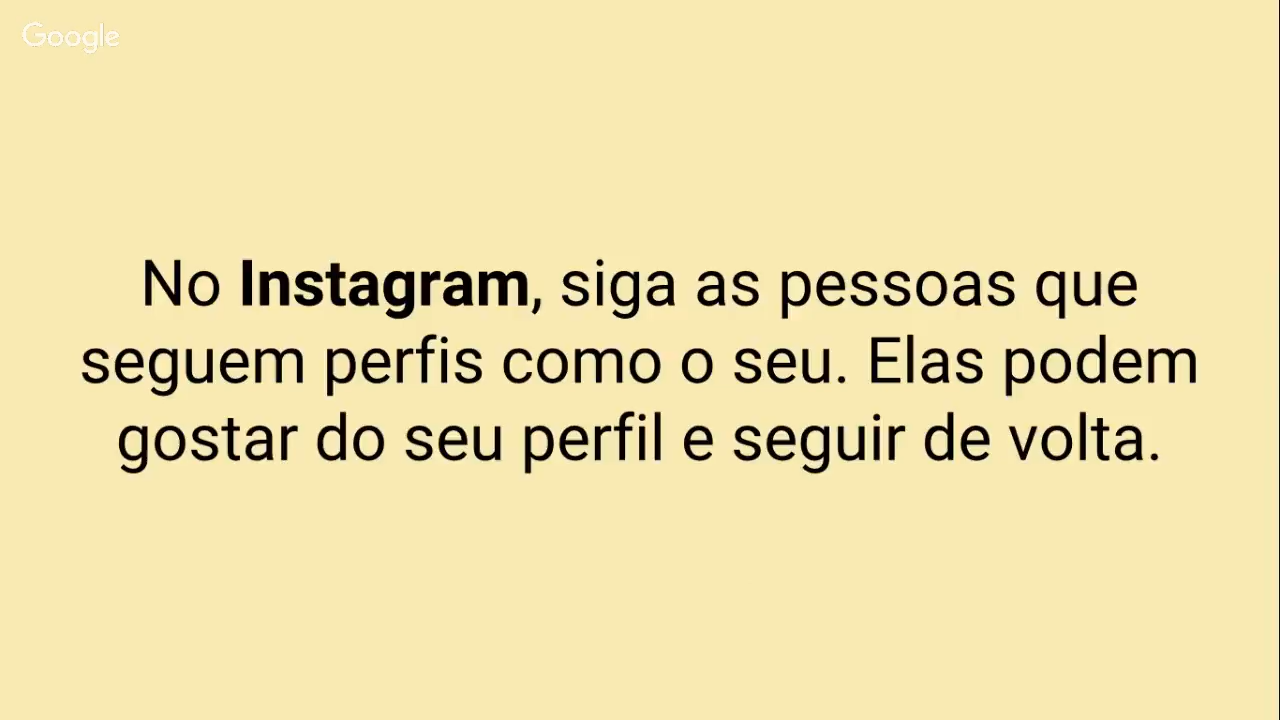 Google
No Instagram, siga as pessoas que
seguem perfis como o seu. Elas podem
gostar do seu perfil e seguir de volta.